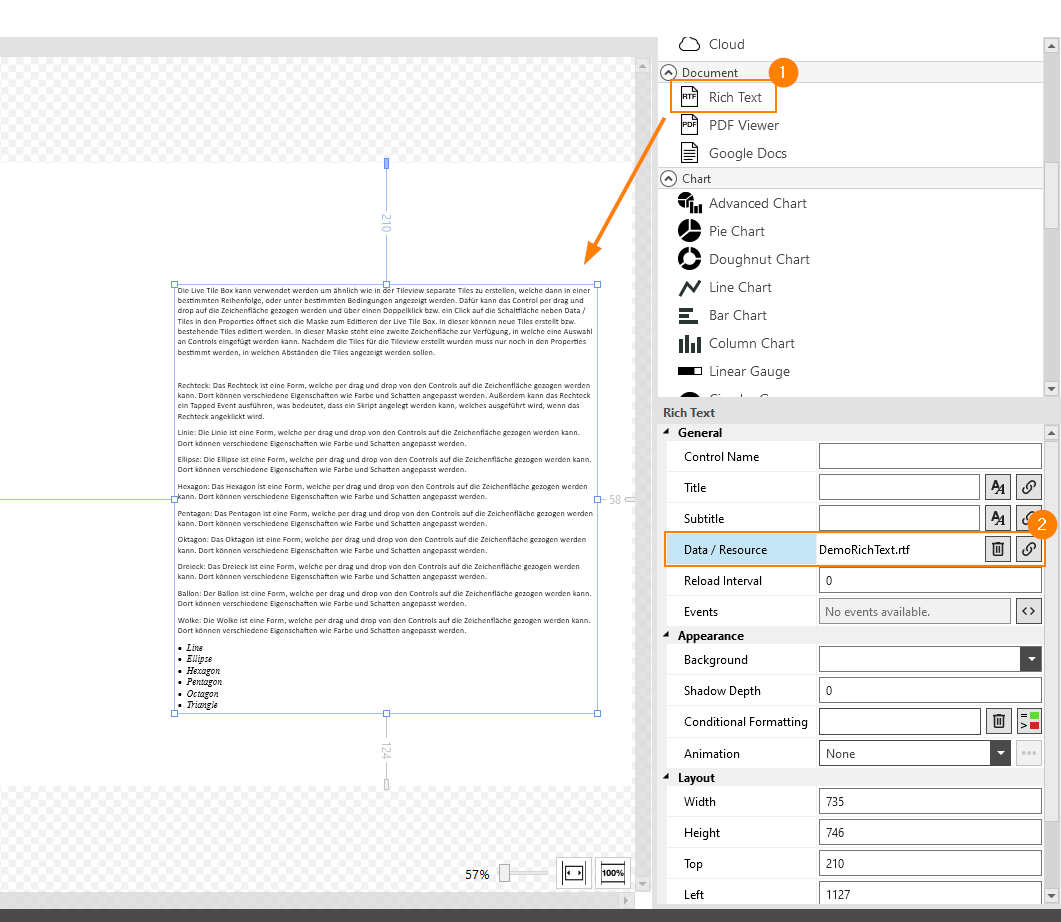 Cloud
Document
1
RTF
Rich Text
PDF
PDF Viewer
Google Docs
Chart
Advanced Chart
Pie Chart
Doughnut Chart
Line Chart
Bar Chart
Column Chart
Linear Gauge
210
Die Live Tile Box kann verwendet werden um ähnlich wie in der Tileview separate Tiles zu erstellen, welche dann in einer
bestimmten Reihenfolge, oder unter bestimmten Bedingungen angezeigt werden. Dafür kann das Control per drag und
drop auf die Zeichenfläche gezogen werden und über einen Doppelklick bzw. ein Click auf die Schaltfläche neben Data /
Tiles in den Properties öffnet sich die Maske zum Editieren der Live Tile Box. In dieser können neue Tiles erstellt bzw.
bestehende Tiles editiert werden. In dieser Maske steht eine zweite Zeichenfläche zur Verfügung, in welche eine Auswahl
an Controls eingefügt werden kann. Nachdem die Tiles für die Tileview erstellt wurden muss nur noch in den Properties
bestimmt werden, in welchen Abständen die Tiles angezeigt werden sollen.
Rechteck: Das Rechteck ist eine Form, welche per drag und drop von den Controls auf die Zeichenfläche gezogen werden
kann. Dort können verschiedene Eigenschaften wie Farbe und Schatten angepasst werden. Außerdem kann das Rechteck
ein Tapped Event ausführen, was bedeutet, dass ein Skript angelegt werden kann, welches ausgeführt wird, wenn das
Rechteck angeklickt wird.
Linie: Die Linie ist eine Form, welche per drag und drop von den Controls auf die Zeichenfläche gezogen werden kann.
Dort können verschiedene Eigenschaften wie Farbe und Schatten angepasst werden.
Ellipse: Die Ellipse ist eine Form, welche per drag und drop von den Controls auf die Zeichenfläche gezogen werden kann.
Dort können verschiedene Eigenschaften wie Farbe und Schatten angepasst werden.
Hexagon: Das Hexagon ist eine Form, welche per drag und drop von den Controls auf die Zeichenfläche gezogen werden
kann. Dort können verschiedene Eigenschaften wie Farbe und Schatten angepasst werden.
Pentagon: Das Pentagon ist eine Form, welche per drag und drop von den Controls auf die Zeichenfläche gezogen werden
kann. Dort können verschiedene Eigenschaften wie Farbe und Schatten angepasst werden.
Oktagon: Das Oktagon ist eine Form, welche per drag und drop von den Controls auf die Zeichenfläche gezogen werden
kann. Dort können verschiedene Eigenschaften wie Farbe und Schatten angepasst werden.
Dreieck: Das Dreieck ist eine Form, welche per drag und drop von den Controls auf die Zeichenfläche gezogen werden
kann. Dort können verschiedene Eigenschaften wie Farbe und Schatten angepasst werden.
Ballon: Der Ballon ist eine Form, welche per drag und drop von den Controls auf die Zeichenfläche gezogen werden kann.
Dort können verschiedene Eigenschaften wie Farbe und Schatten angepasst werden.
Wolke: Die Wolke ist eine Form, welche per drag und drop von den Controls auf die Zeichenfläche gezogen werden kann.
Dort können verschiedene Eigenschaften wie Farbe und Schatten angepasst werden.
• Line
• Ellipse
• Hexagon
• Pentagon
• Octagon
• Triangle
58
124
57%
100%
Rich Text
General
Control Name
Title
Subtitle
2
Data / Resource DemoRichText.rtf
Reload Interval 0
Events No events available.
Appearance
Background
Shadow Depth 0
Conditional Formatting
Animation None
Layout
Width 735
Height 746
Top 210
Left 1127